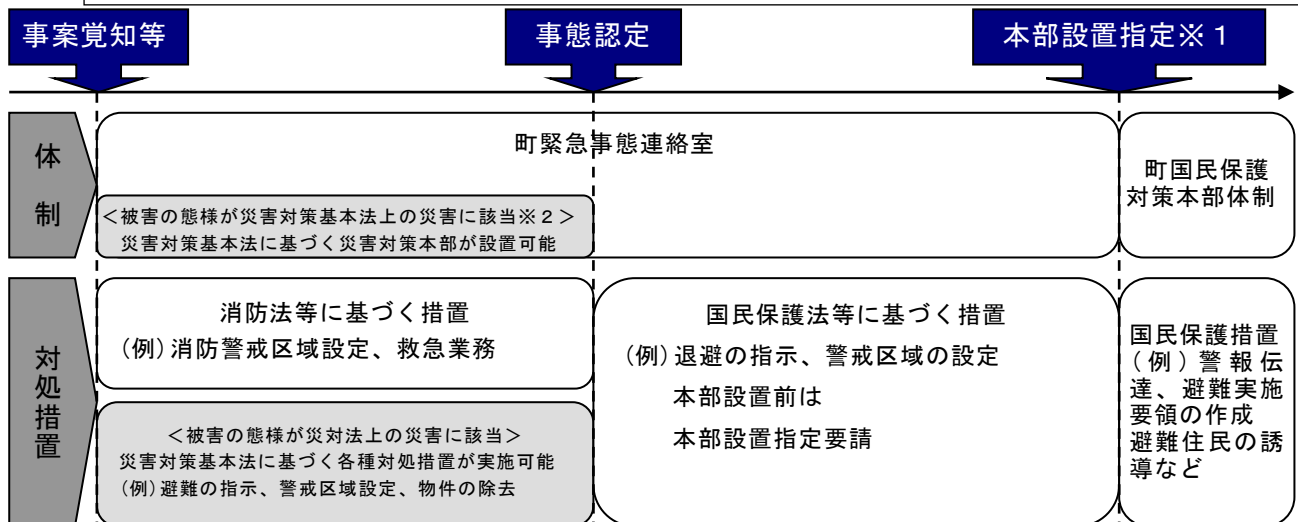 事案覚知等
事態認定
本部設置指定※１
体制
町緊急事態連絡室
＜被害の態様が災害対策基本法上の災害に該当※２＞
災害対策基本法に基づく災害対策本部が設置可能
町国民保護
対策本部体制
対処措置
消防法等に基づく措置
(例)消防警戒区域設定、救急業務
＜被害の態様が災対法上の災害に該当＞
災害対策基本法に基づく各種対処措置が実施可能
(例)避難の指示、警戒区域設定、物件の除去
国民保護法等に基づく措置
(例)退避の指示、警戒区域の設定
本部設置前は
本部設置指定要請
国民保護措置
(例)警報伝
達、避難実施
要領の作成
避難住民の誘
導など